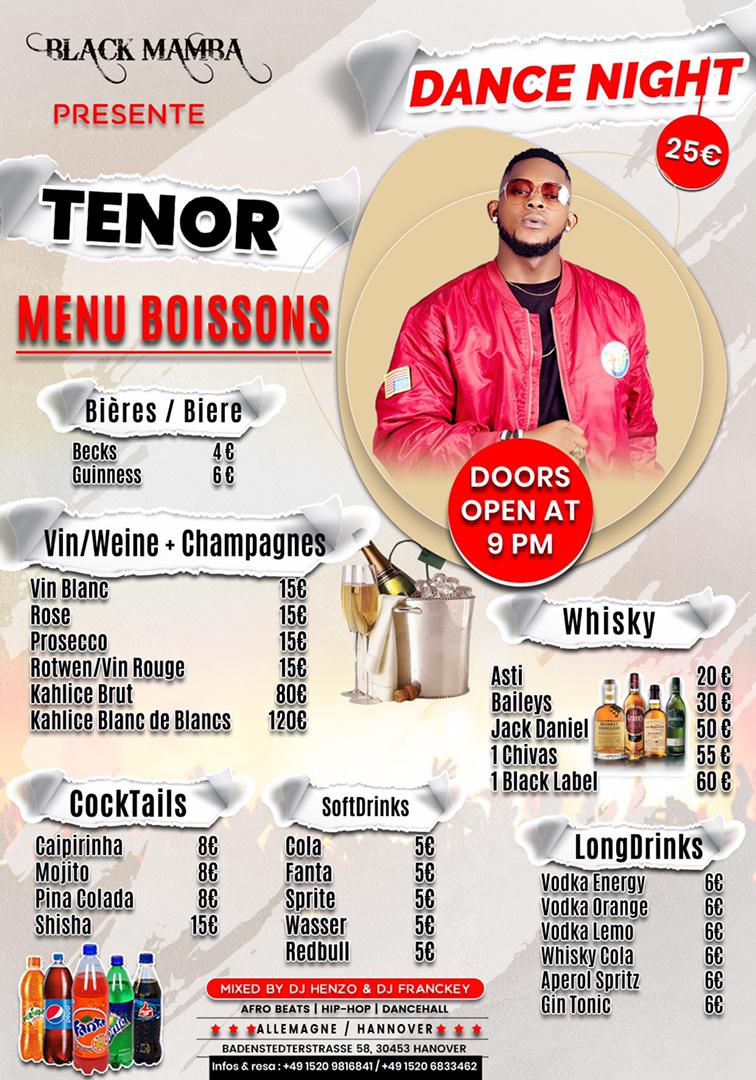 BLACK MAMBA
PRESENTE
DANCE NIGHT
25€
TENOR
MENU BOISSONS
Bières / Biere
Becks 4 €
Guinness 6 €
DOORS
OPEN AT
9 PM
Vin/Weine + Champagnes
Vin Blanc 15€
Rose 15€
Prosecco 15€
Rotwen/Vin Rouge 15€
Kahlice Brut 80€
Kahlice Blanc de Blancs 120€
Whisky
Asti 20 €
Baileys 30 €
Jack Daniel 50 €
1 Chivas 55 €
1 Black Label 60 €
CockTails
Caipirinha 8€
Mojito 8€
Pina Colada 8€
Shisha 15€
SoftDrinks
Cola 5€
Fanta 5€
Sprite 5€
Wasser 5€
Redbull 5€
LongDrinks
Vodka Energy 6€
Vodka Orange 6€
Vodka Lemo 6€
Whisky Cola 6€
Aperol Spritz 6€
Gin Tonic 6€
pepsi
Fanta
MIXED BY DJ HENZO & DJ FRANCKEY
AFRO BEATS | HIP-HOP | DANCEHALL
ALLEMAGNE / HANNOVER
BADENSTEDTERSTRASSE 58, 30453 HANOVER
Infos & resa : +49 1520 9816841 / +49 1520 6833462